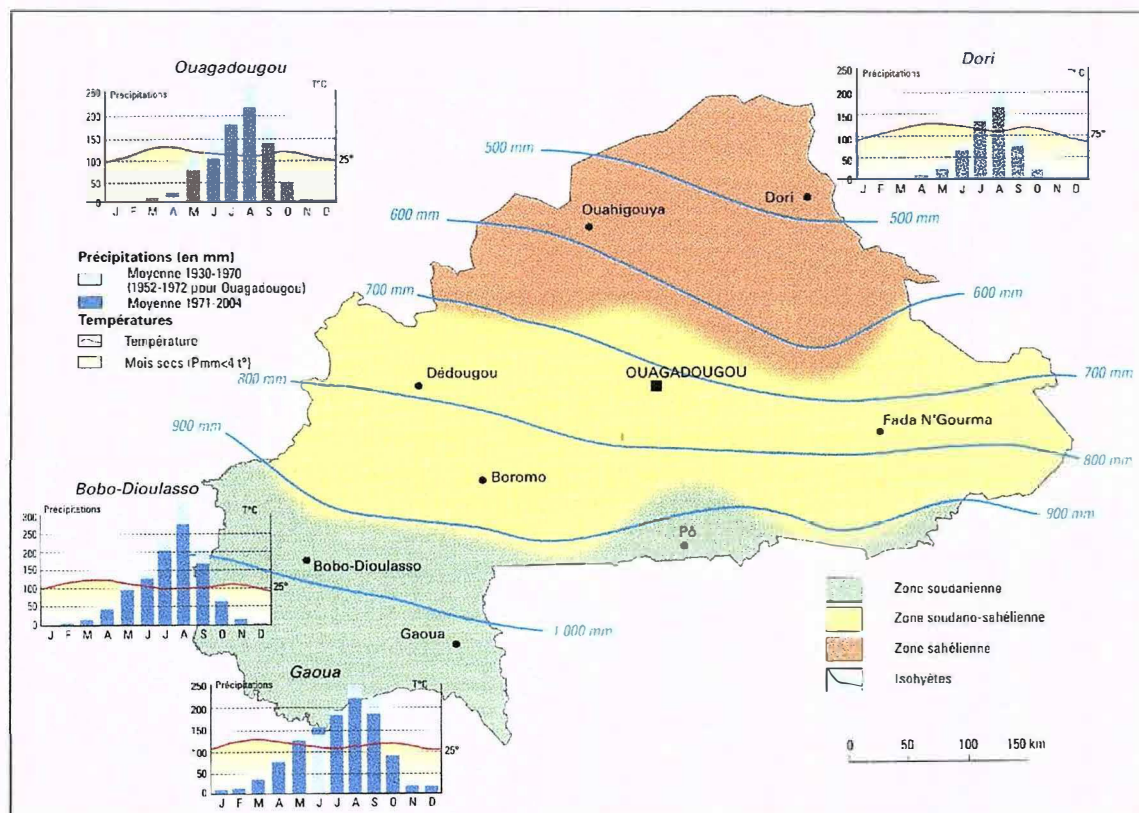 Ouagadougou
Précipitations T°C
250
200
150
100
50
25°
J F M A M J J A S O N D
Dori
Précipitations
250
200
150
100
50
0
75°
J F M A M J J A S O N D
Précipitations (en mm)
Moyenne 1930-1970
(1952-1972 pour Ouagadougou)
Moyenne 1971-2004
Températures
Température
Mois secs (Pmm<4 t°)
500 mm
500 mm
600 mm
600 mm
700 mm
700 mm
800 mm
800 mm
900 mm
900 mm
1 000 mm
Dori
Ouahigouya
Dédougou
OUAGADOUGOU
Fada N'Gourma
Boromo
Pô
Bobo-Dioulasso
Gaoua
Bobo-Dioulasso
Précipitations T°C
300
250
200
150
100
50
0
25°
J F M A M J J A S O N D
Gaoua
Précipitations T°C
250
200
150
100
50
0
25°
J F M A M J J A S O N D
Zone soudanienne
Zone soudano-sahélienne
Zone sahélienne
Isohyètes
0 50 100 150 km